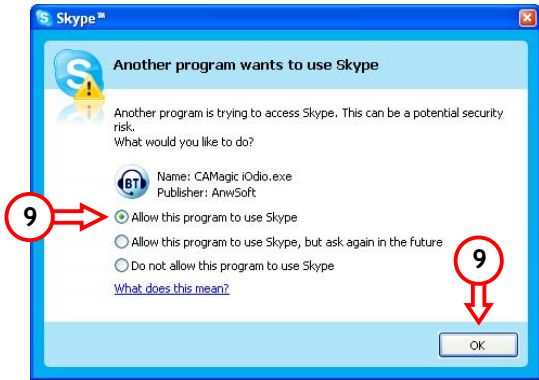 Skype™
Another program wants to use Skype
Another program is trying to access Skype. This can be a potential security
risk.
What would you like to do?
BT
Name: CAMagic iOdio.exe
Publisher: AnwSoft
9
Allow this program to use Skype
Allow this program to use Skype, but ask again in the future
Do not allow this program to use Skype
9
What does this mean?
OK